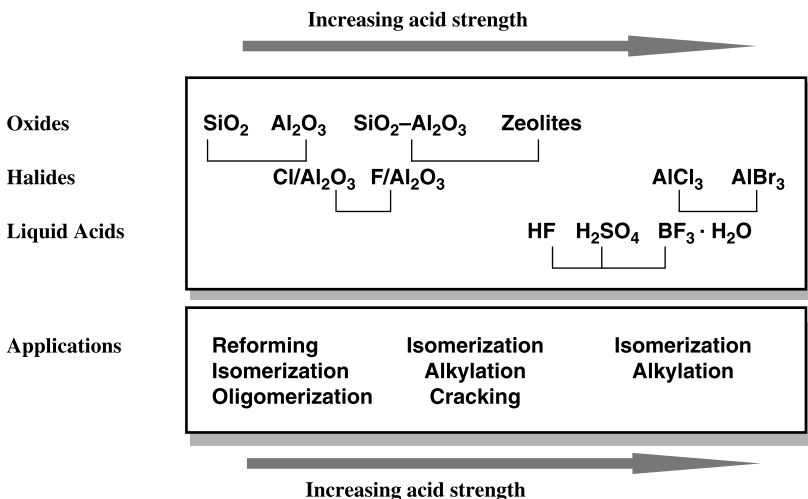 Increasing acid strength
Oxides SiO₂ Al₂O₃ SiO₂–Al₂O₃ Zeolites
Halides Cl/Al₂O₃ F/Al₂O₃ AlCl₃ AlBr₃
Liquid Acids HF H₂SO₄ BF₃ · H₂O
Applications Reforming Isomerization Isomerization
Isomerization Alkylation Alkylation
Oligomerization Cracking
Increasing acid strength